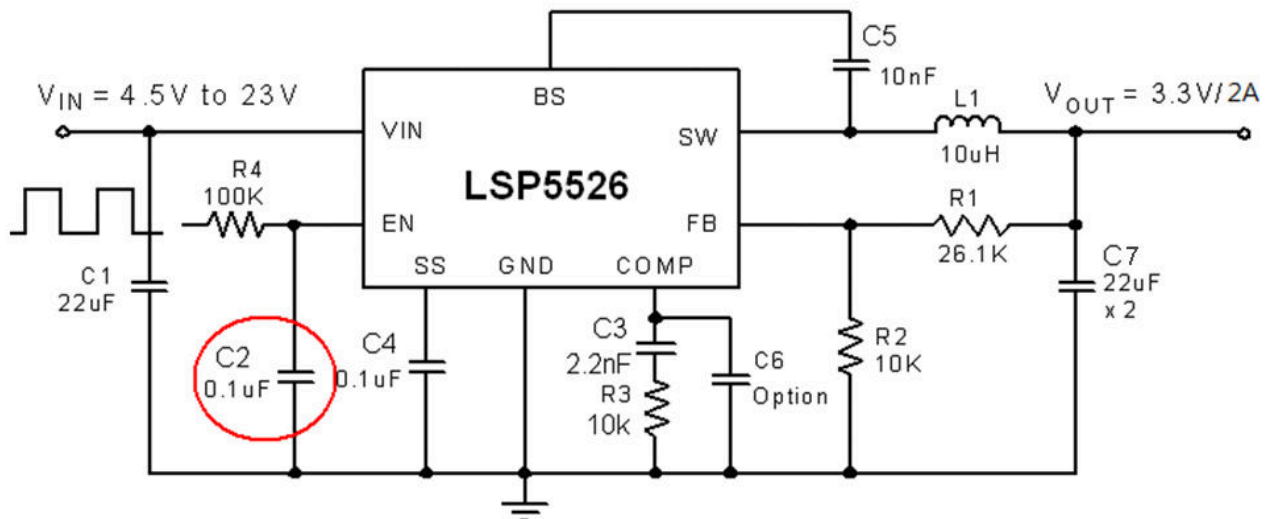 C5
10nF
BS
V_IN = 4.5V to 23V
L1
V_OUT = 3.3V/2A
VIN
SW
10uH
R4
100K
LSP5526
R1
EN
FB
26.1K
SS
GND
COMP
C1
22uF
C7
22uF
x 2
C2
0.1uF
C4
0.1uF
C3
2.2nF
R3
10k
C6
Option
R2
10K